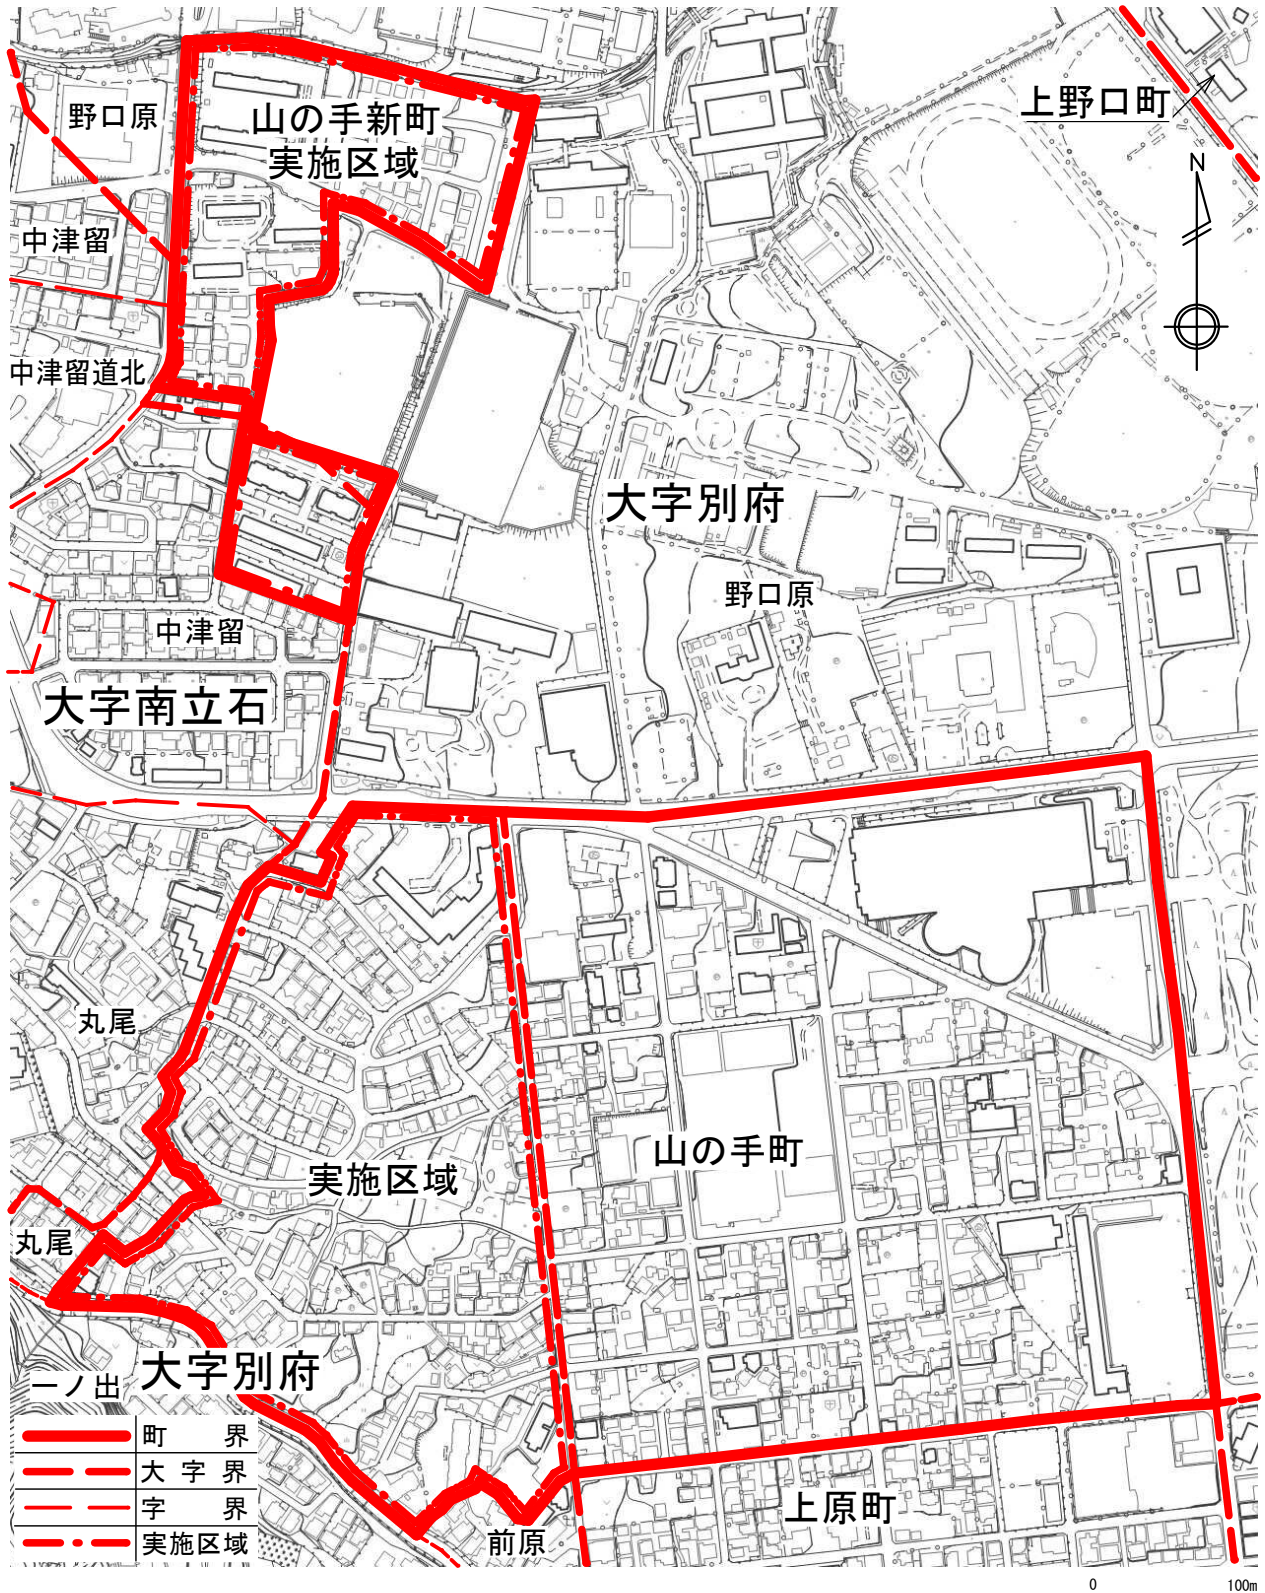 野口原
山の手新町
実施区域
上野口町
N
中津留
中津留道北
大字別府
野口原
中津留
大字南立石
丸尾
山の手町
実施区域
丸尾
大字別府
一ノ出
町 界
大 字 界
字 界
実施区域
前原
上原町
0 100m